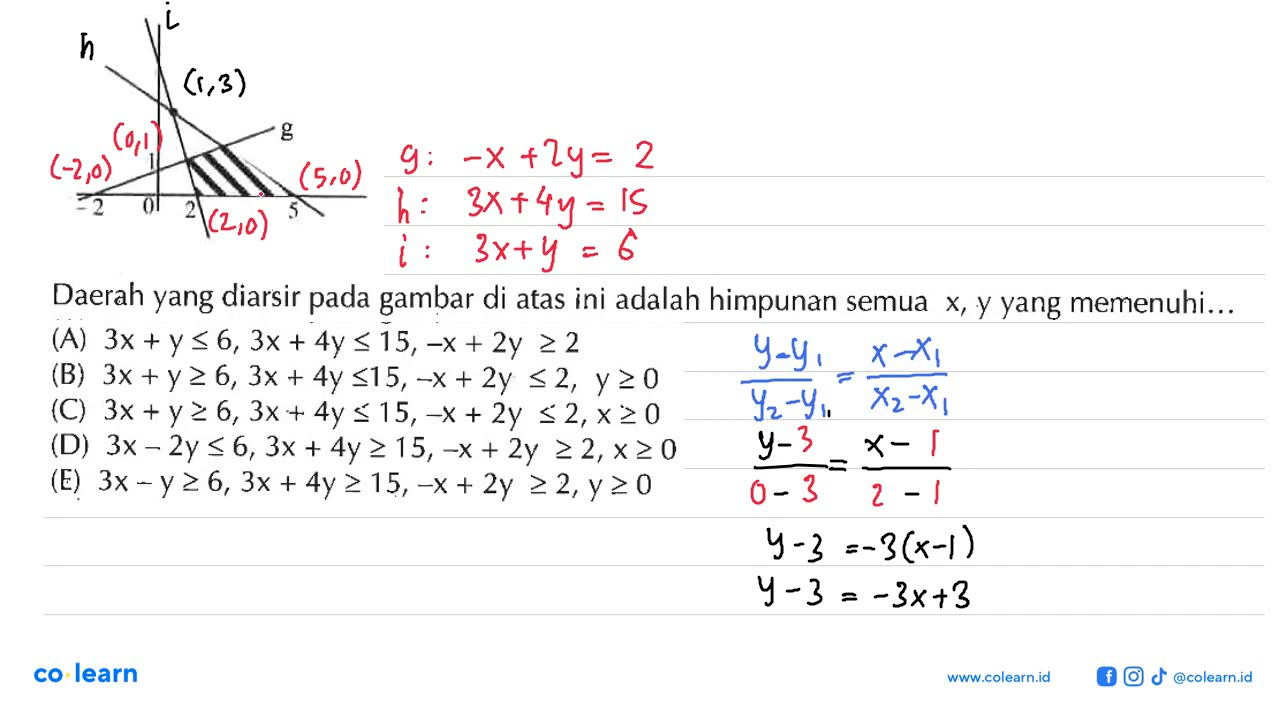 i
h
(1,3)
(0,1)
g
(-2,0)
1
(5,0)
-2
0
2
(2,0)
5
g: -x + 2y = 2
h: 3x + 4y = 15
i: 3x + y = 6
Daerah yang diarsir pada gambar di atas ini adalah himpunan semua x, y yang memenuhi...
(A) 3x + y ≤ 6, 3x + 4y ≤ 15, –x + 2y ≥ 2
(B) 3x + y ≥ 6, 3x + 4y ≤15, –x + 2y ≤ 2, y ≥ 0
(C) 3x + y ≥ 6, 3x + 4y ≤ 15, –x + 2y ≤ 2, x ≥ 0
(D) 3x – 2y ≤ 6, 3x + 4y ≥ 15, –x + 2y ≥ 2, x ≥ 0
(E) 3x – y ≥ 6, 3x + 4y ≥ 15, –x + 2y ≥ 2, y ≥ 0
y-y₁/y₂-y₁ = x-x₁/x₂-x₁
y-3/0-3 = x-1/2-1
y-3 = -3(x-1)
y-3 = -3x+3
co learn
www.colearn.id
@colearn.id